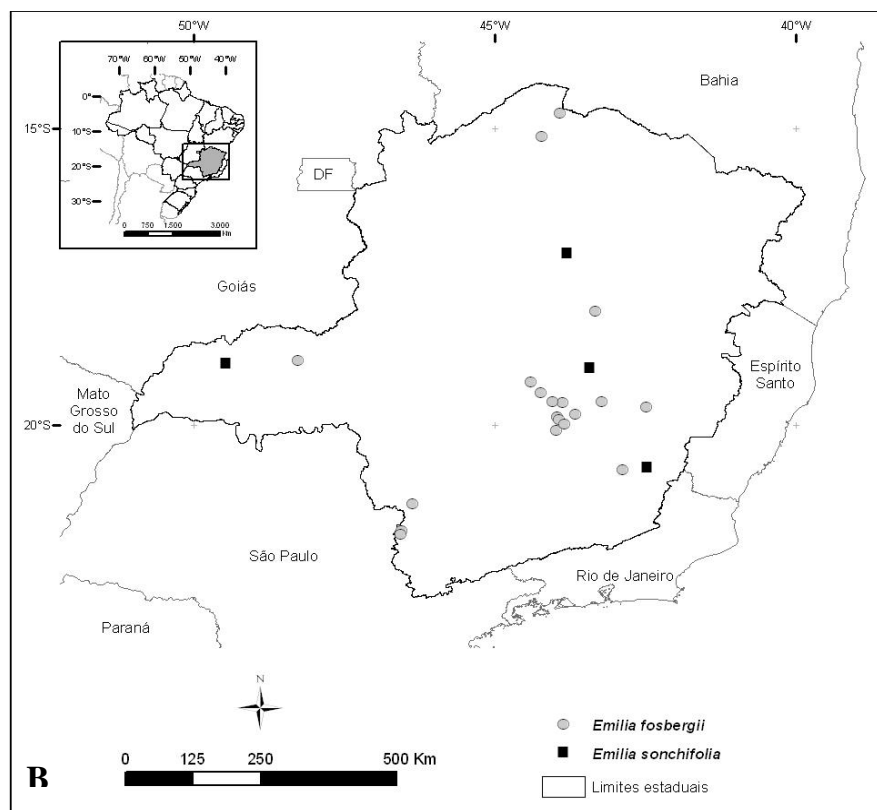 50°W 45°W 40°W
70°W 60°W 50°W 40°W
0°
10°S
20°S
30°S
0 750 1.500 3.000
Km
Bahia
15°S
DF
Goiás
Mato
Grosso
do Sul
Espírito
Santo
20°S
São Paulo
Rio de Janeiro
Paraná
N
Emilia fosbergii
Emilia sonchifolia
Limites estaduais
0 125 250 500 Km
B